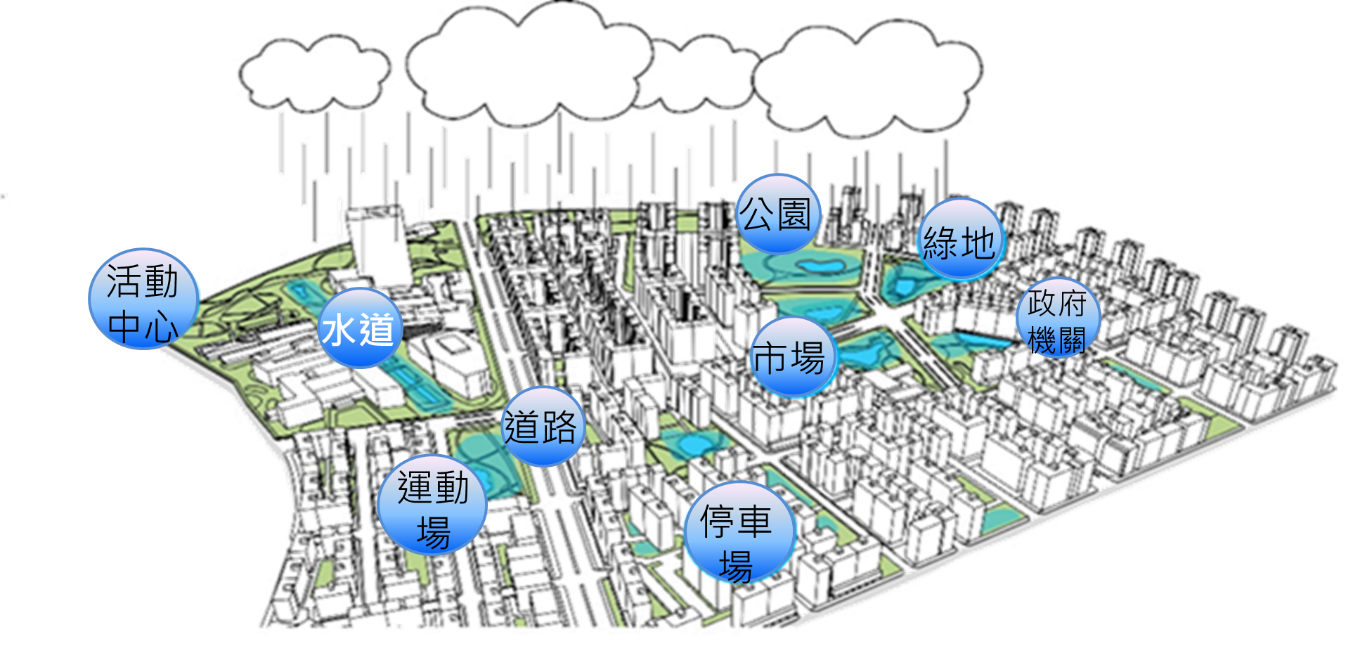 公園
綠地
活動
中心
政府
機關
水道
市場
道路
運動
場
停車
場